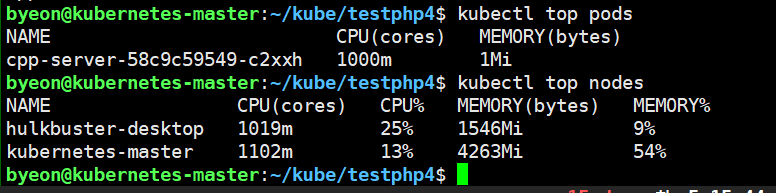 byeon@kubernetes-master:~/kube/testphp4$ kubectl top pods
NAME CPU(cores) MEMORY(bytes)
cpp-server-58c9c59549-c2xxh 1000m 1Mi
byeon@kubernetes-master:~/kube/testphp4$ kubectl top nodes
NAME CPU(cores) CPU% MEMORY(bytes) MEMORY%
hulkbuster-desktop 1019m 25% 1546Mi 9%
kubernetes-master 1102m 13% 4263Mi 54%
byeon@kubernetes-master:~/kube/testphp4$